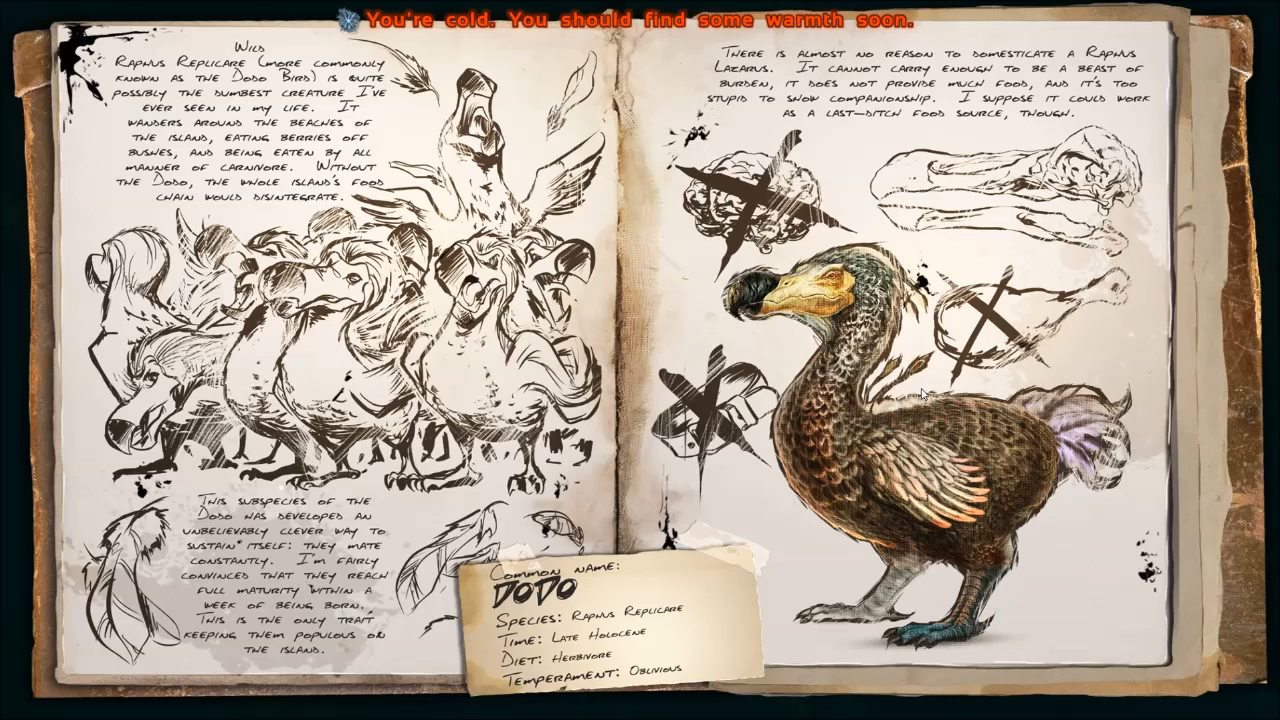 You're cold. You should find some warmth soon.
Wild
Raphus Replicare (more commonly
known as the Dodo Bird) is quite
possibly the dumbest creature I've
ever seen in my life. It
wanders around the beaches of
the island, eating berries off
bushes, and being eaten by all
manner of carnivore. Without
the Dodo, the whole island's food
chain would disintegrate.
This subspecies of the
Dodo has developed an
unbelievably clever way to
sustain itself: they mate
constantly. I'm fairly
convinced that they reach
full maturity within a
week of being born.
This is the only trait
keeping them populous on
the island.
There is almost no reason to domesticate a Raphus
Lazarus. It cannot carry enough to be a beast of
burden, it does not provide much food, and it's too
stupid to show companionship. I suppose it could work
as a last-ditch food source, though.
Common name:
DODO
Species: Raphus Replicare
Time: Late Holocene
Diet: Herbivore
Temperament: Oblivious